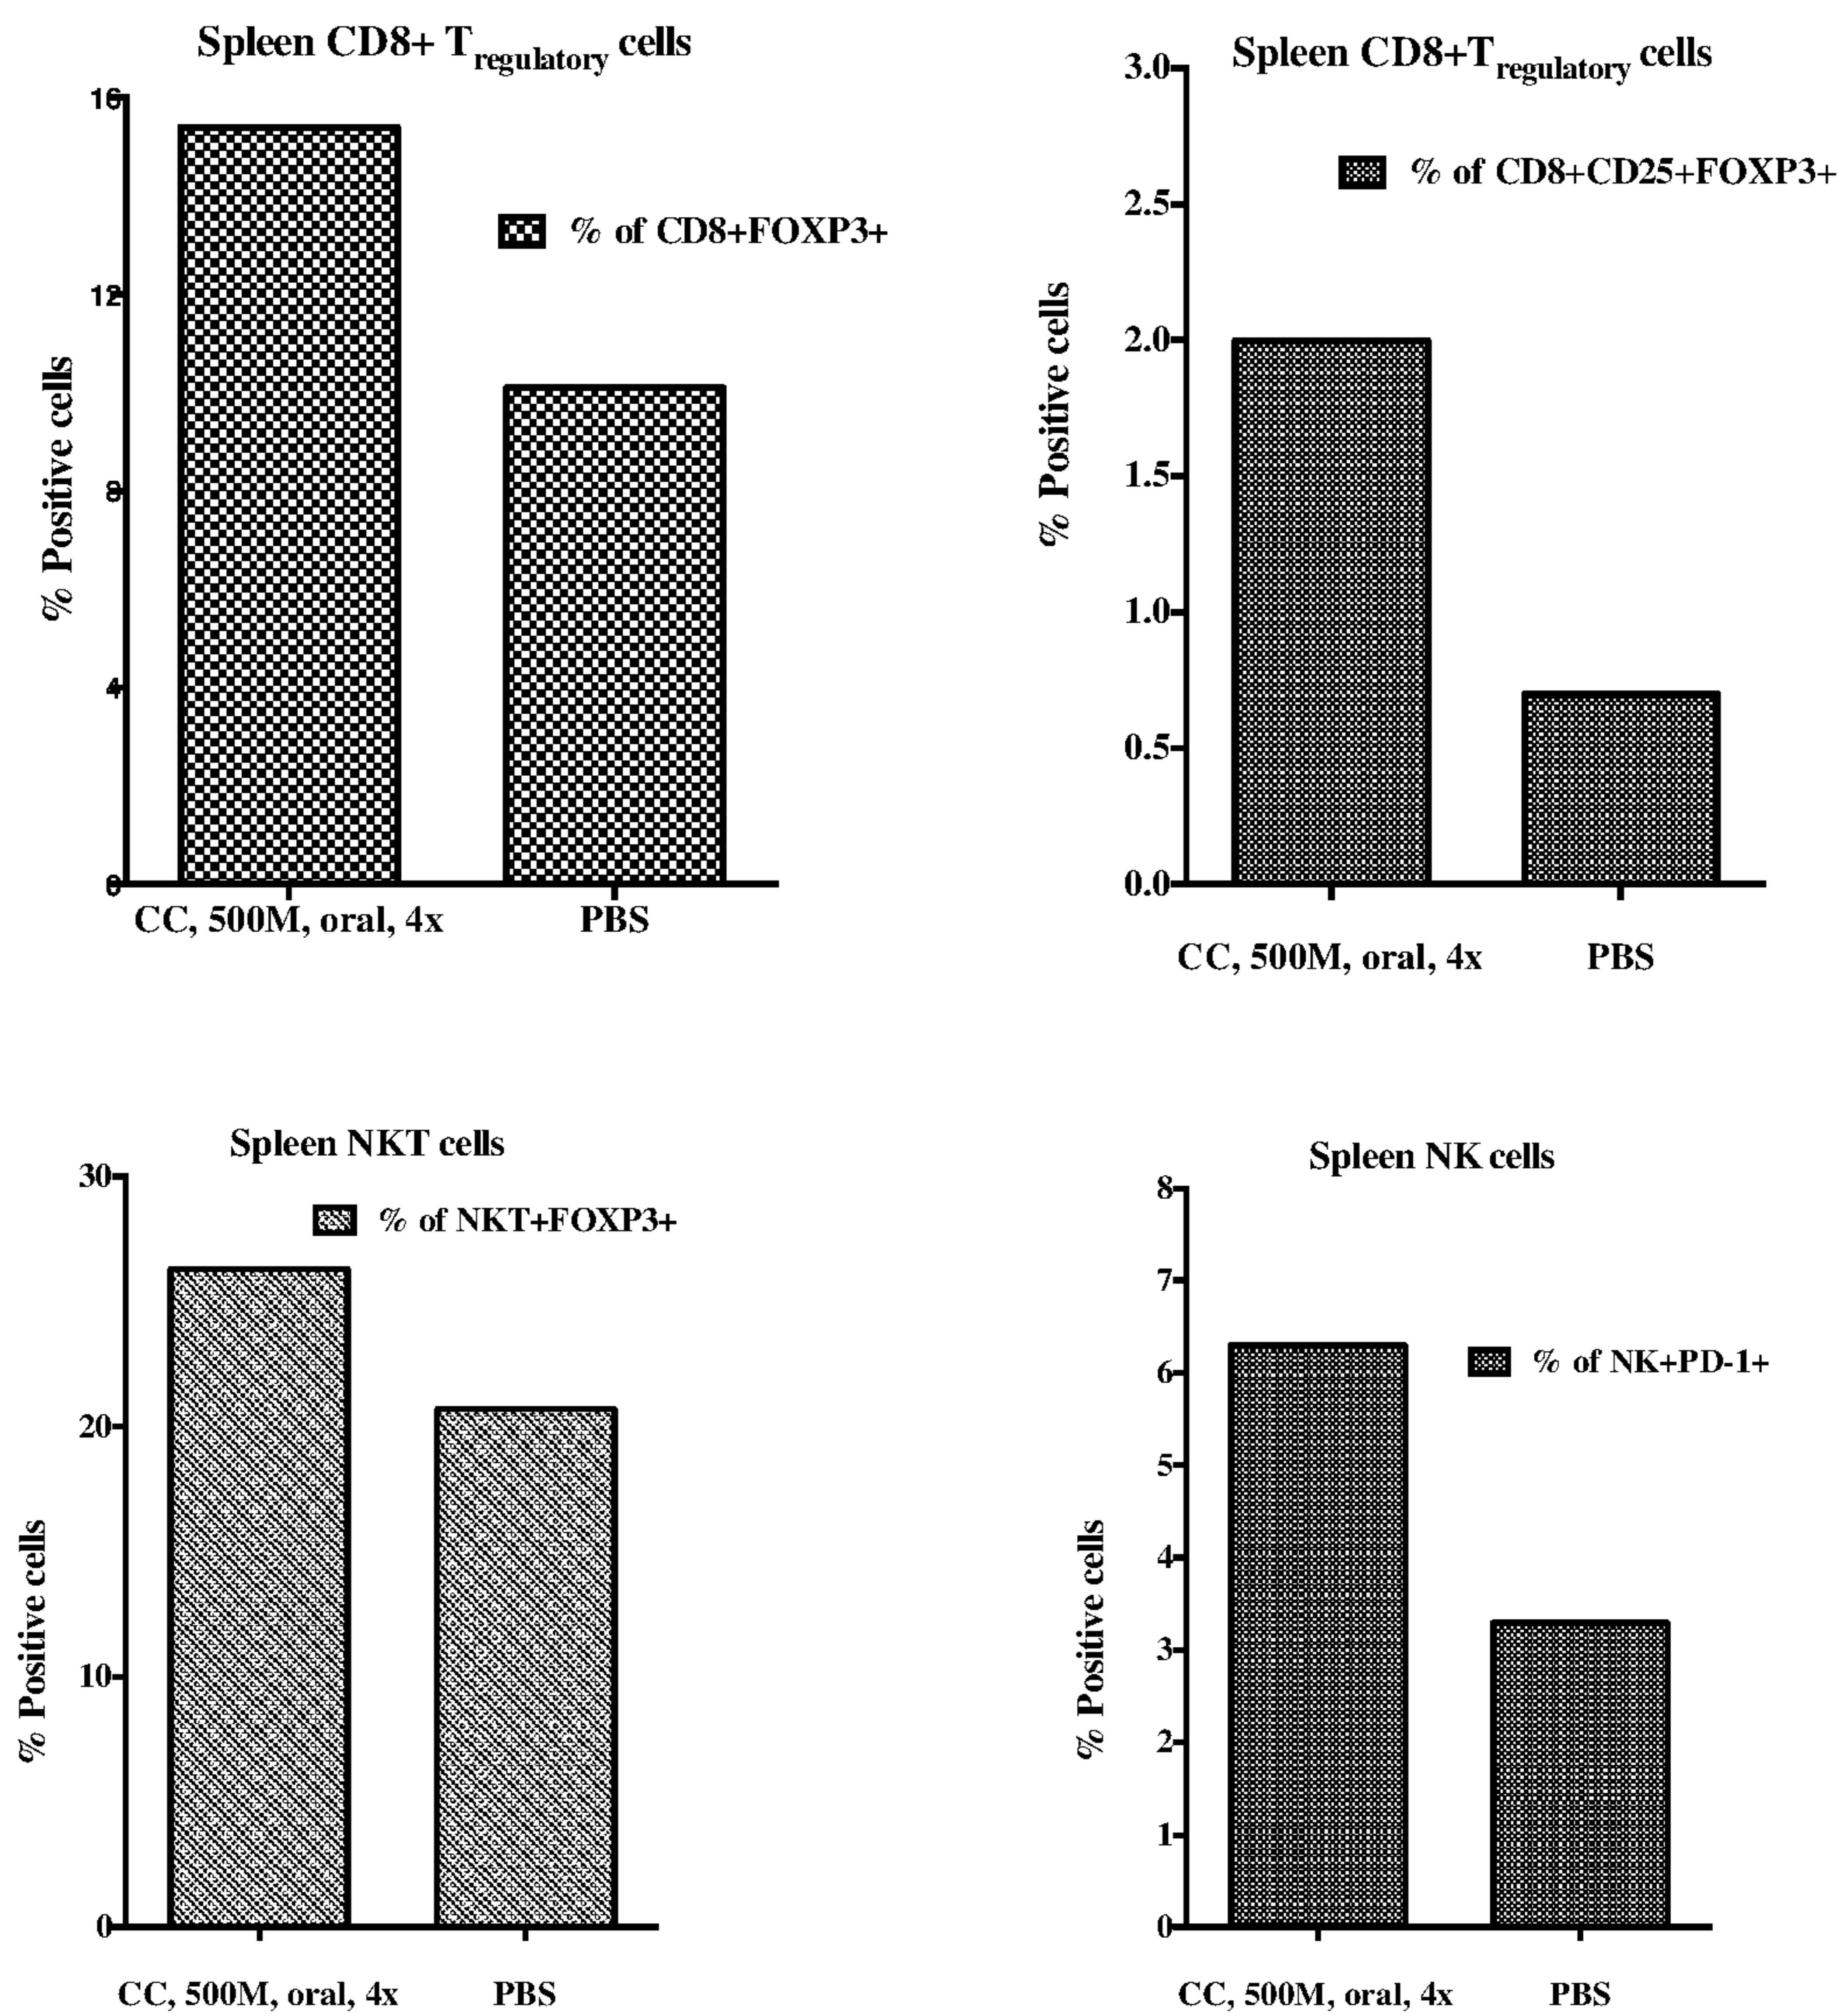 Spleen CD8+ Tregulatory cells
16
12
8
4
0
% Positive cells
% of CD8+FOXP3+
CC, 500M, oral, 4x PBS
Spleen CD8+Tregulatory cells
3.0
2.5
2.0
1.5
1.0
0.5
0.0
% Positive cells
% of CD8+CD25+FOXP3+
CC, 500M, oral, 4x PBS
Spleen NKT cells
30
20
10
0
% Positive cells
% of NKT+FOXP3+
CC, 500M, oral, 4x PBS
Spleen NK cells
8
7
6
5
4
3
2
1
0
% Positive cells
% of NK+PD-1+
CC, 500M, oral, 4x PBS